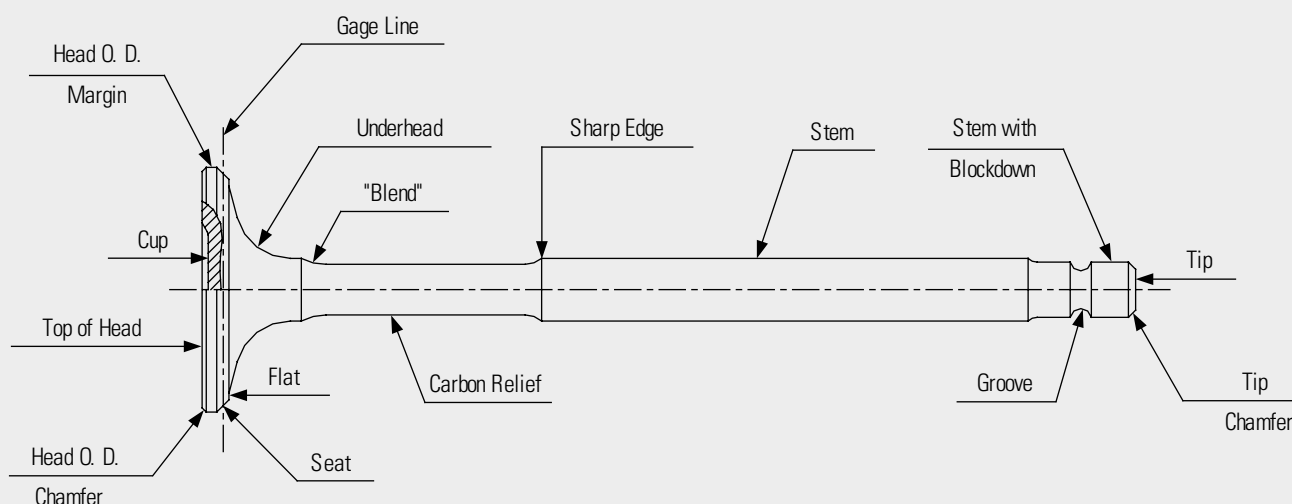 Gage Line
Head O. D.
Margin
Underhead
Sharp Edge
Stem
Stem with
Blockdown
"Blend"
Cup
Tip
Top of Head
Flat
Carbon Relief
Groove
Tip
Chamfer
Head O. D.
Chamfer
Seat